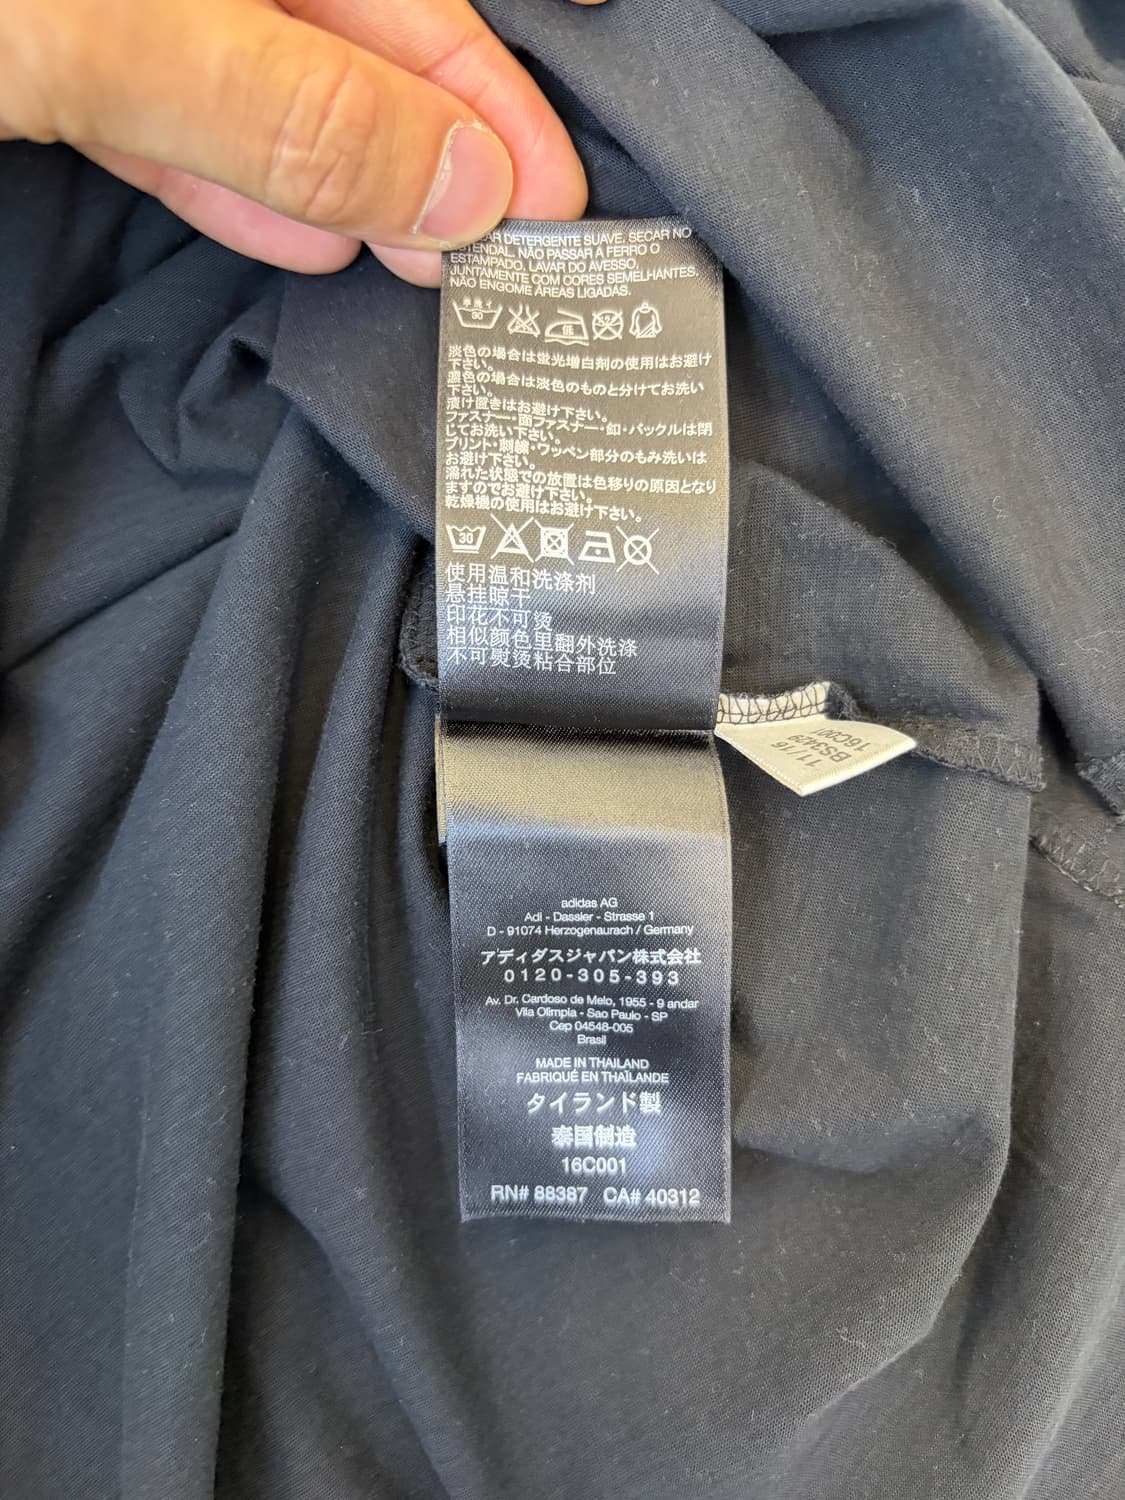 AR DETERGENTE SUAVE. SECAR NO
ESTENDAL. NÃO PASSAR A FERRO O
ESTAMPADO. LAVAR DO AVESSO,
JUNTAMENTE COM CORES SEMELHANTES.
NÃO ENGOME ÁREAS LIGADAS.
30
低
淡色の場合は蛍光増白剤の使用はお避け
下さい。
濃色の場合は淡色のものと分けてお洗い
下さい。
漬け置きはお避け下さい。
ファスナー・面ファスナー・釦・バックルは閉
じてお洗い下さい。
プリント・刺繍・ワッペン部分のもみ洗いは
お避け下さい。
濡れた状態での放置は色移りの原因となり
ますのでお避け下さい。
乾燥機の使用はお避け下さい。
30
使用温和洗涤剂
悬挂晾干
印花不可烫
相似颜色里翻外洗涤
不可熨烫粘合部位
11/16
BS3429
16C001
adidas AG
Adi - Dassler - Strasse 1
D - 91074 Herzogenaurach / Germany
アディダスジャパン株式会社
0120-305-393
Av. Dr. Cardoso de Melo, 1955 - 9 andar
Vila Olimpia - Sao Paulo - SP
Cep 04548-005
Brasil
MADE IN THAILAND
FABRIQUÉ EN THAÏLANDE
タイランド製
泰国制造
16C001
RN# 88387 CA# 40312